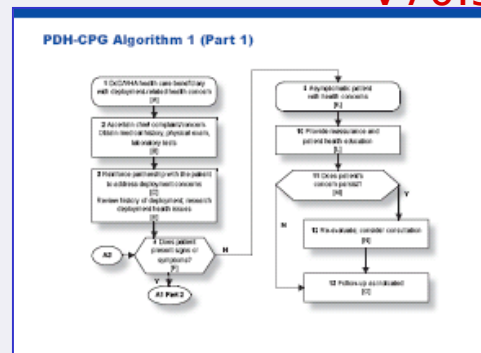 PDH-CPG Algorithm 1 (Part 1)
1 DoD/VHA health care beneficiary
with deployment-related health concern
[A]
2 Ascertain chief complaint/concern
Obtain medical history, physical exam,
laboratory tests
[B]
3 Reinforce partnership with the patient
to address deployment concerns
[C]
Review history of deployment, research
deployment health issues
4 Does patient
present signs or
symptoms?
A2
N
Y
A1 Part 2
Asymptomatic patient
with health concerns
10 Provide reassurance and
patient health education
[L]
11 Does patient's
concern persist?
[M]
Y
N
12 Re-evaluate, consider consultation
[N]
13 Follow-up as indicated
[O]